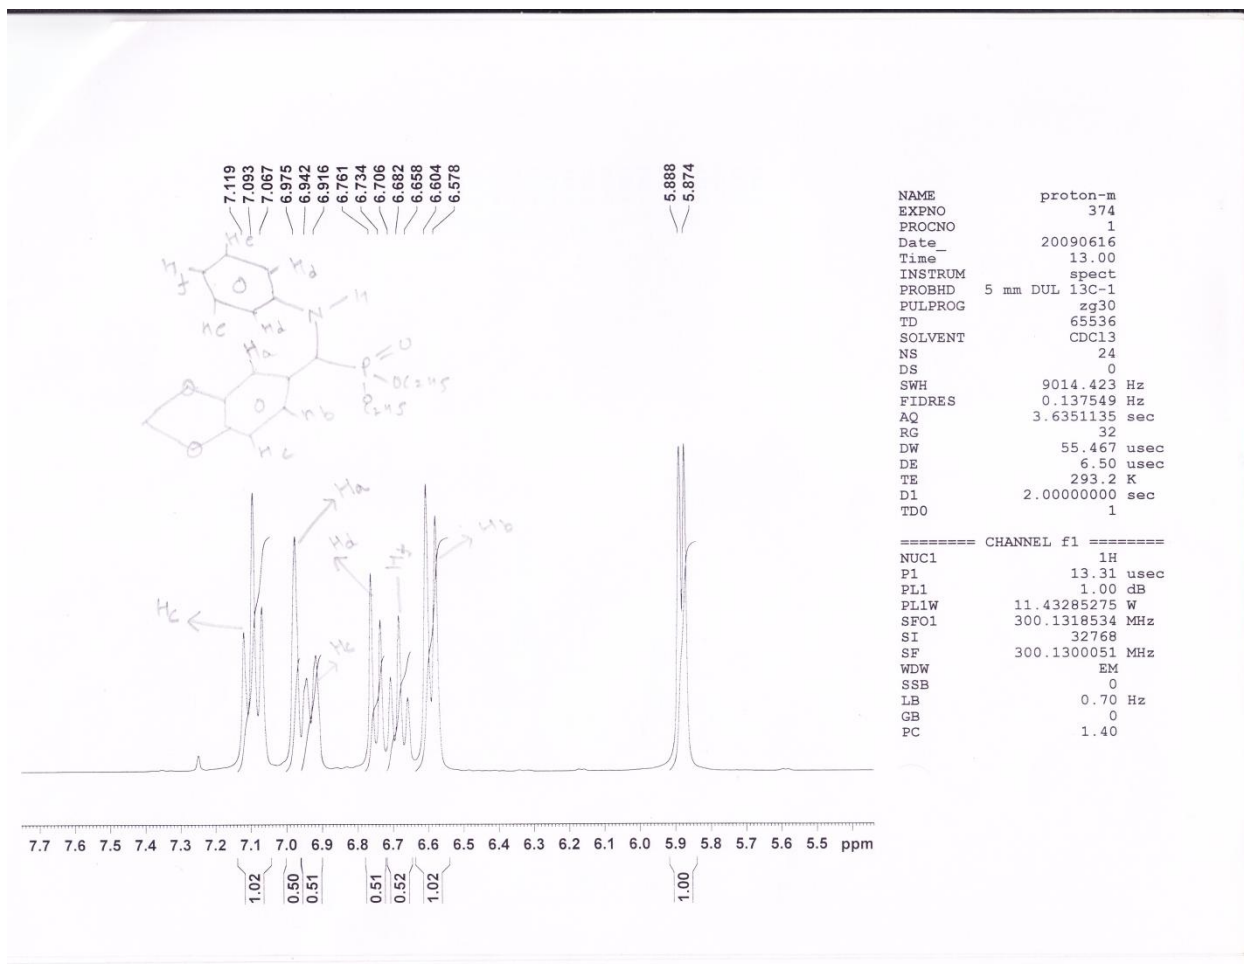 7.119
7.093
7.067
6.975
6.942
6.916
6.761
6.734
6.706
6.682
6.658
6.604
6.578
5.888
5.874
NAME proton-m
EXPNO 374
PROCNO 1
Date_ 20090616
Time 13.00
INSTRUM spect
PROBHD 5 mm DUL 13C-1
PULPROG zg30
TD 65536
SOLVENT CDCl3
NS 24
DS 0
SWH 9014.423 Hz
FIDRES 0.137549 Hz
AQ 3.6351135 sec
RG 32
DW 55.467 usec
DE 6.50 usec
TE 293.2 K
D1 2.00000000 sec
TD0 1
======== CHANNEL f1 ========
NUC1 1H
P1 13.31 usec
PL1 1.00 dB
PL1W 11.43285275 W
SFO1 300.1318534 MHz
SI 32768
SF 300.1300051 MHz
WDW EM
SSB 0
LB 0.70 Hz
GB 0
PC 1.40
Hd
N H
Ha
P
O
OC2H5
Ha
Hd
Hf
Hb
Hc
7.7 7.6 7.5 7.4 7.3 7.2 7.1 7.0 6.9 6.8 6.7 6.6 6.5 6.4 6.3 6.2 6.1 6.0 5.9 5.8 5.7 5.6 5.5 ppm
1.02
0.50
0.51
0.51
0.52
1.02
1.00